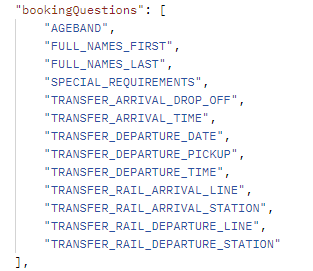 "bookingQuestions": [
"AGEBAND",
"FULL_NAMES_FIRST",
"FULL_NAMES_LAST",
"SPECIAL_REQUIREMENTS",
"TRANSFER_ARRIVAL_DROP_OFF",
"TRANSFER_ARRIVAL_TIME",
"TRANSFER_DEPARTURE_DATE",
"TRANSFER_DEPARTURE_PICKUP",
"TRANSFER_DEPARTURE_TIME",
"TRANSFER_RAIL_ARRIVAL_LINE",
"TRANSFER_RAIL_ARRIVAL_STATION",
"TRANSFER_RAIL_DEPARTURE_LINE",
"TRANSFER_RAIL_DEPARTURE_STATION"
],